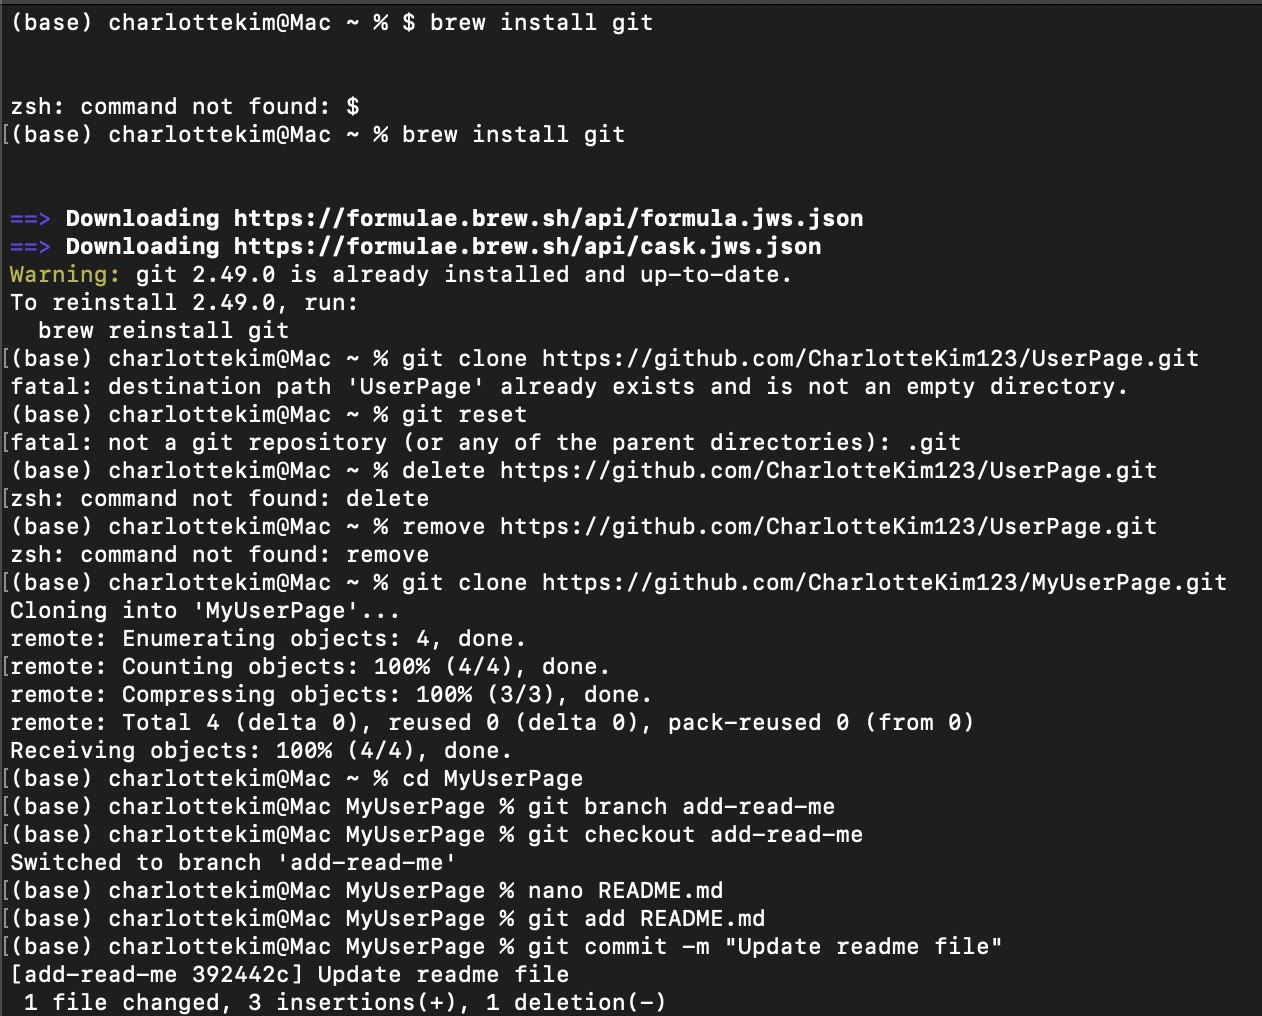 (base) charlottekim@Mac ~ % $ brew install git
zsh: command not found: $
[(base) charlottekim@Mac ~ % brew install git
==> Downloading https://formulae.brew.sh/api/formula.jws.json
==> Downloading https://formulae.brew.sh/api/cask.jws.json
Warning: git 2.49.0 is already installed and up-to-date.
To reinstall 2.49.0, run:
  brew reinstall git
[(base) charlottekim@Mac ~ % git clone https://github.com/CharlotteKim123/UserPage.git
fatal: destination path 'UserPage' already exists and is not an empty directory.
(base) charlottekim@Mac ~ % git reset
[fatal: not a git repository (or any of the parent directories): .git
(base) charlottekim@Mac ~ % delete https://github.com/CharlotteKim123/UserPage.git
[zsh: command not found: delete
(base) charlottekim@Mac ~ % remove https://github.com/CharlotteKim123/UserPage.git
zsh: command not found: remove
[(base) charlottekim@Mac ~ % git clone https://github.com/CharlotteKim123/MyUserPage.git
Cloning into 'MyUserPage'...
remote: Enumerating objects: 4, done.
[remote: Counting objects: 100% (4/4), done.
remote: Compressing objects: 100% (3/3), done.
remote: Total 4 (delta 0), reused 0 (delta 0), pack-reused 0 (from 0)
Receiving objects: 100% (4/4), done.
[(base) charlottekim@Mac ~ % cd MyUserPage
[(base) charlottekim@Mac MyUserPage % git branch add-read-me
[(base) charlottekim@Mac MyUserPage % git checkout add-read-me
Switched to branch 'add-read-me'
[(base) charlottekim@Mac MyUserPage % nano README.md
[(base) charlottekim@Mac MyUserPage % git add README.md
[(base) charlottekim@Mac MyUserPage % git commit -m "Update readme file"
[add-read-me 392442c] Update readme file
 1 file changed, 3 insertions(+), 1 deletion(-)